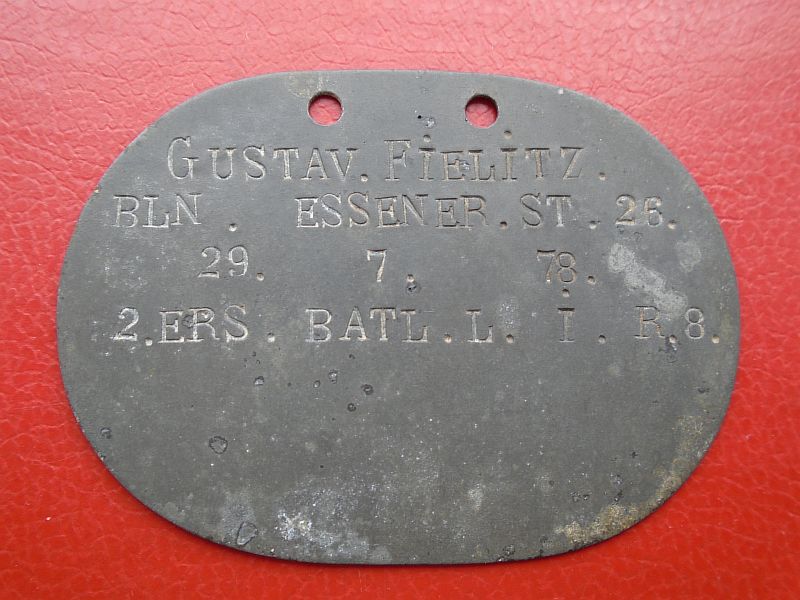 GUSTAV. FIELITZ.
BLN. ESSENER. ST. 26.
29. 7. 78.
2. ERS. BATL. L. I. R. 8.